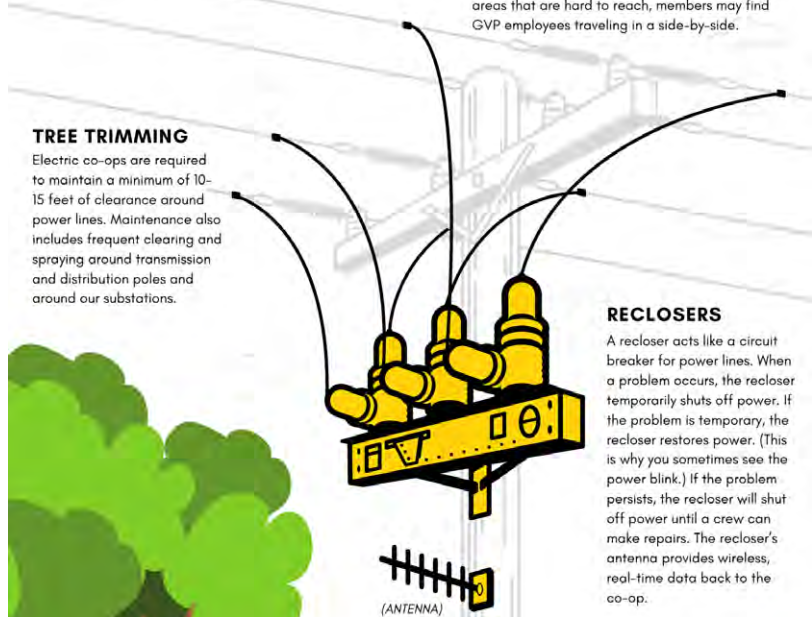 areas that are hard to reach, members may find
GVP employees traveling in a side-by-side.
TREE TRIMMING
Electric co-ops are required
to maintain a minimum of 10-
15 feet of clearance around
power lines. Maintenance also
includes frequent clearing and
spraying around transmission
and distribution poles and
around our substations.
RECLOSERS
A recloser acts like a circuit
breaker for power lines. When
a problem occurs, the recloser
temporarily shuts off power. If
the problem is temporary, the
recloser restores power. (This
is why you sometimes see the
power blink.) If the problem
persists, the recloser will shut
off power until a crew can
make repairs. The recloser's
antenna provides wireless,
real-time data back to the
co-op.
(ANTENNA)